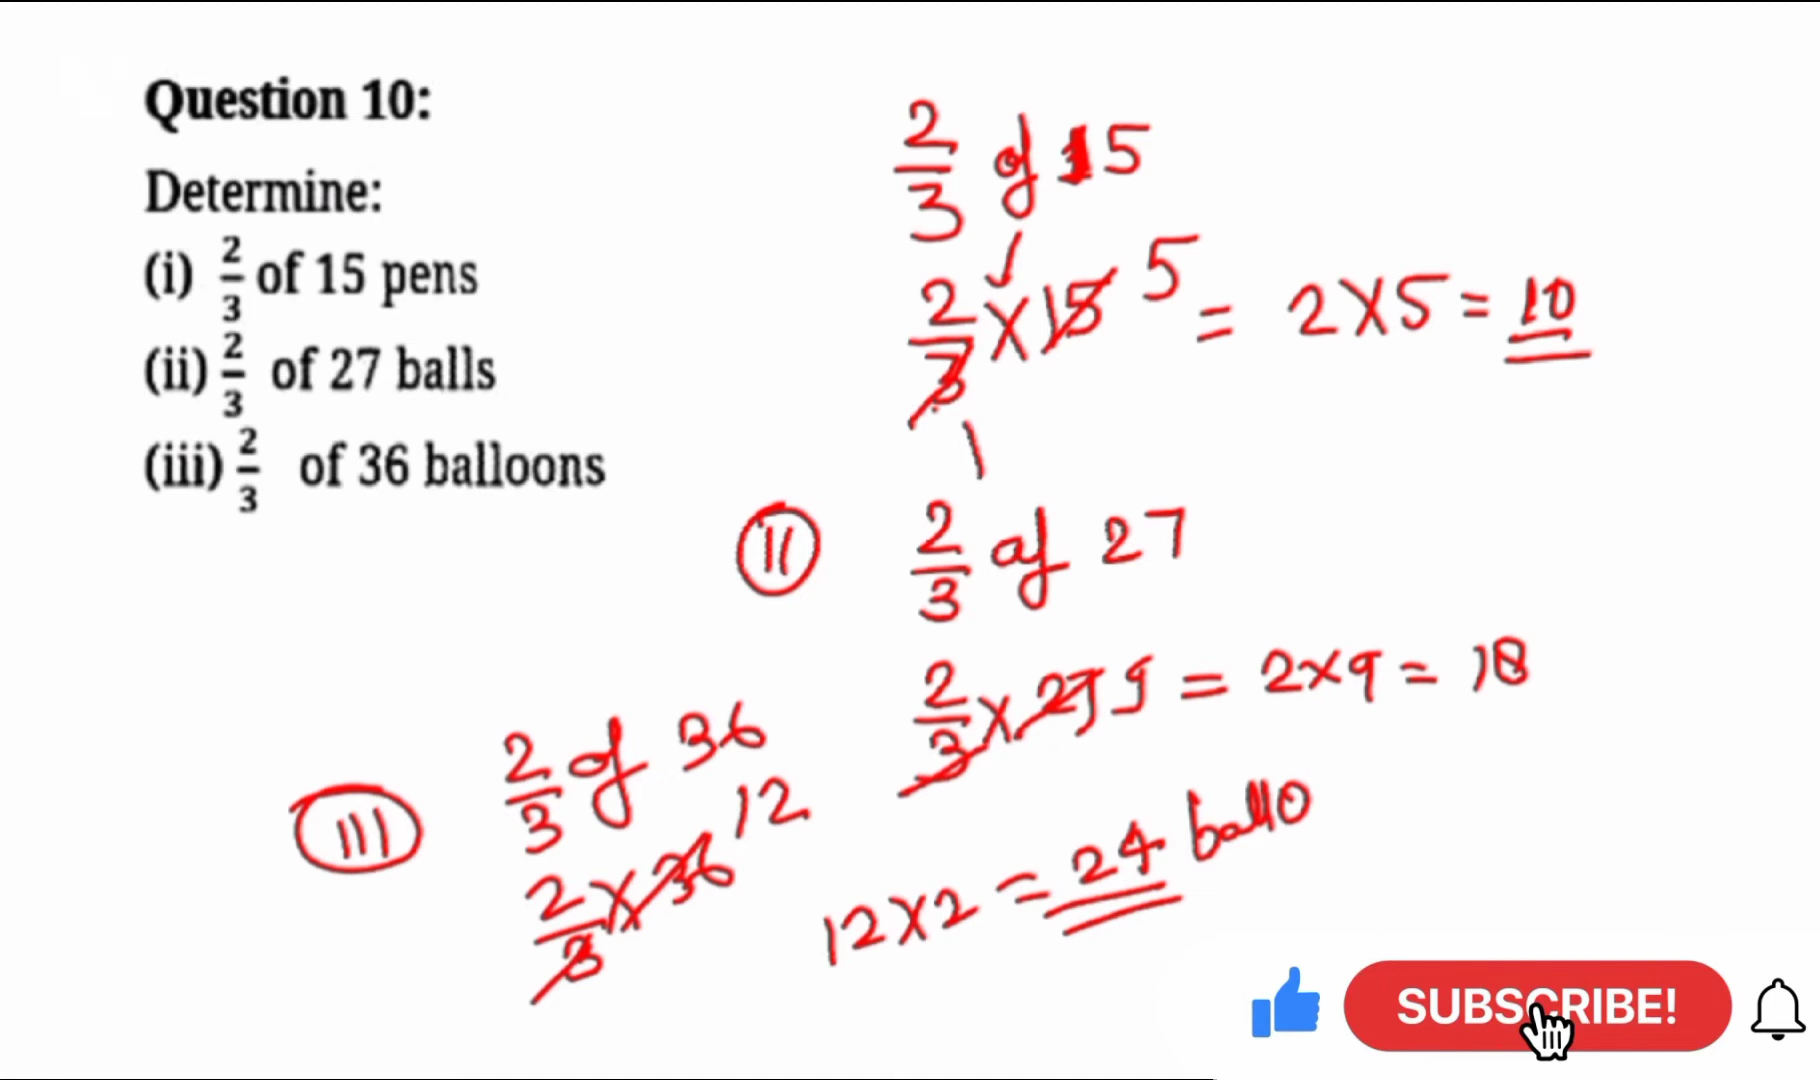 Question 10:
Determine:
(i) 2/3 of 15 pens
(ii) 2/3 of 27 balls
(iii) 2/3 of 36 balloons
2/3 of 15
2/3 × 15 5 = 2×5 = 10
1
(II) 2/3 of 27
2/3 × 27 9 = 2×9 = 18
(III) 2/3 of 36
2/3 × 36 12
12×2 = 24 ballo
SUBSCRIBE!